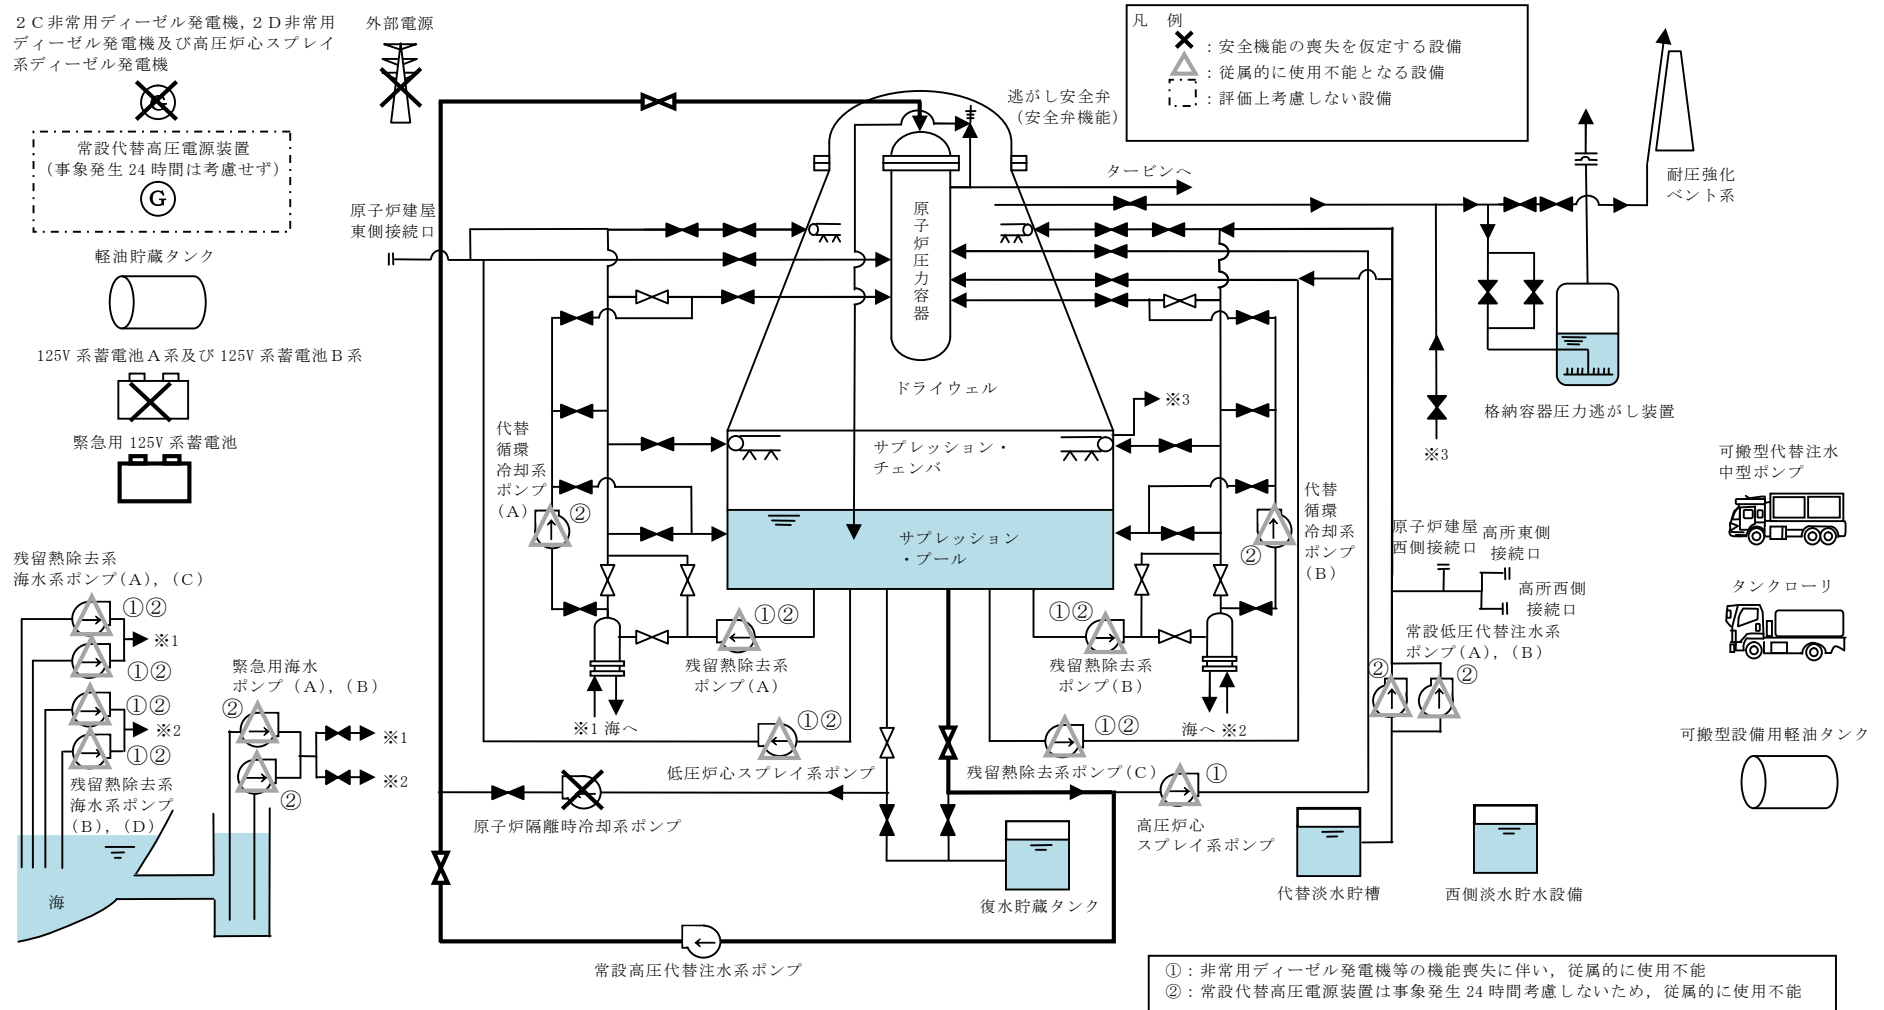 ２Ｃ非常用ディーゼル発電機，２Ｄ非常用
ディーゼル発電機及び高圧炉心スプレイ
系ディーゼル発電機
G
外部電源
常設代替高圧電源装置
（事象発生 24 時間は考慮せず）
G
軽油貯蔵タンク
125V 系蓄電池Ａ系及び 125V 系蓄電池Ｂ系
緊急用 125V 系蓄電池
凡　例
：安全機能の喪失を仮定する設備
：従属的に使用不能となる設備
：評価上考慮しない設備
逃がし安全弁
（安全弁機能）
タービンへ
耐圧強化
ベント系
原子炉建屋
東側接続口
原子炉圧力容器
ドライウェル
※3
※3
格納容器圧力逃がし装置
サプレッション・
チェンバ
サプレッション
・プール
代替
循環
冷却系
ポンプ
(A)
②
代替
循環
冷却系
ポンプ
(B)
②
可搬型代替注水
中型ポンプ
原子炉建屋
西側接続口
高所東側
接続口
高所西側
接続口
タンクローリ
常設低圧代替注水系
ポンプ(A)，(B)
②
②
可搬型設備用軽油タンク
残留熱除去系
海水系ポンプ(A)，(C)
①②
※1
①②
①②
※2
①②
残留熱除去系
海水系ポンプ
(B)，(D)
緊急用海水
ポンプ（A)，(B)
②
※1
※2
②
海
①②
残留熱除去系
ポンプ(A)
①②
残留熱除去系
ポンプ(B)
※1 海へ
海へ ※2
①②
低圧炉心スプレイ系ポンプ
①②
残留熱除去系ポンプ(C)
①
高圧炉心
スプレイ系ポンプ
原子炉隔離時冷却系ポンプ
復水貯蔵タンク
代替淡水貯槽
西側淡水貯水設備
常設高圧代替注水系ポンプ
①：非常用ディーゼル発電機等の機能喪失に伴い，従属的に使用不能
②：常設代替高圧電源装置は事象発生 24 時間考慮しないため，従属的に使用不能